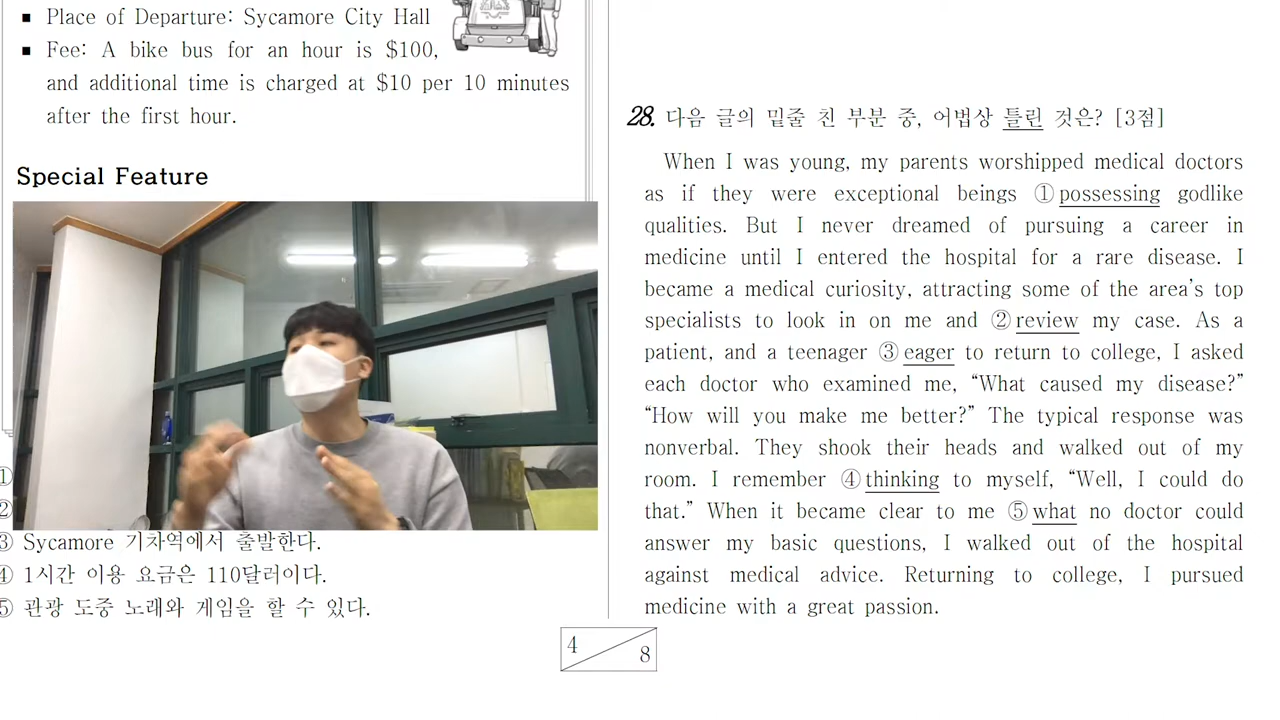 ■ Place of Departure: Sycamore City Hall
■ Fee: A bike bus for an hour is $100,
and additional time is charged at $10 per 10 minutes
after the first hour.
Special Feature
①
②
③ Sycamore 기차역에서 출발한다.
④ 1시간 이용 요금은 110달러이다.
⑤ 관광 도중 노래와 게임을 할 수 있다.
28. 다음 글의 밑줄 친 부분 중, 어법상 틀린 것은? [3점]
When I was young, my parents worshipped medical doctors
as if they were exceptional beings ① possessing godlike
qualities. But I never dreamed of pursuing a career in
medicine until I entered the hospital for a rare disease. I
became a medical curiosity, attracting some of the area's top
specialists to look in on me and ② review my case. As a
patient, and a teenager ③ eager to return to college, I asked
each doctor who examined me, “What caused my disease?”
“How will you make me better?” The typical response was
nonverbal. They shook their heads and walked out of my
room. I remember ④ thinking to myself, “Well, I could do
that.” When it became clear to me ⑤ what no doctor could
answer my basic questions, I walked out of the hospital
against medical advice. Returning to college, I pursued
medicine with a great passion.
4
8